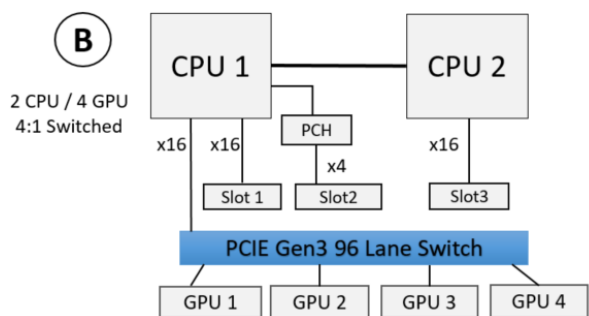 B
2 CPU / 4 GPU
4:1 Switched
CPU 1
CPU 2
PCH
x16
x16
x4
x16
Slot 1
Slot2
Slot3
PCIE Gen3 96 Lane Switch
GPU 1
GPU 2
GPU 3
GPU 4